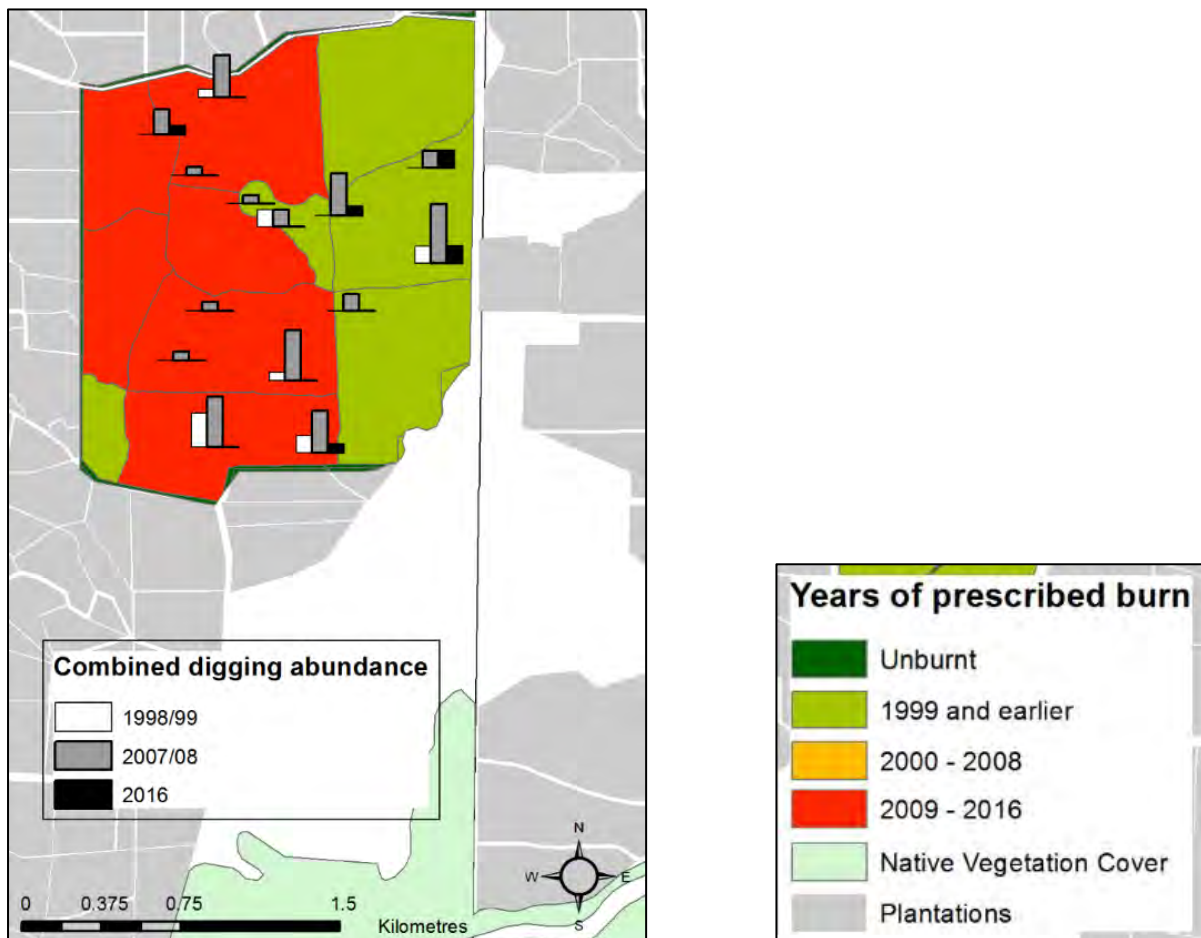 Combined digging abundance
1998/99
2007/08
2016
N
W E
S
0 0.375 0.75 1.5
Kilometres
Years of prescribed burn
Unburnt
1999 and earlier
2000 - 2008
2009 - 2016
Native Vegetation Cover
Plantations